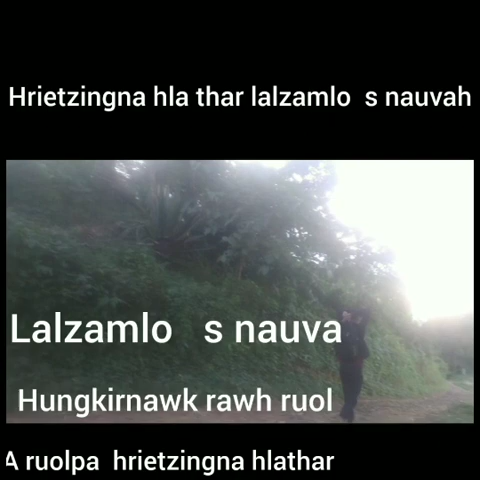 Hrietzingna hla thar lalzamlo s nauvah
Lalzamlo s nauva
Hungkirnawk rawh ruol
A ruolpa hrietzingna hlathar